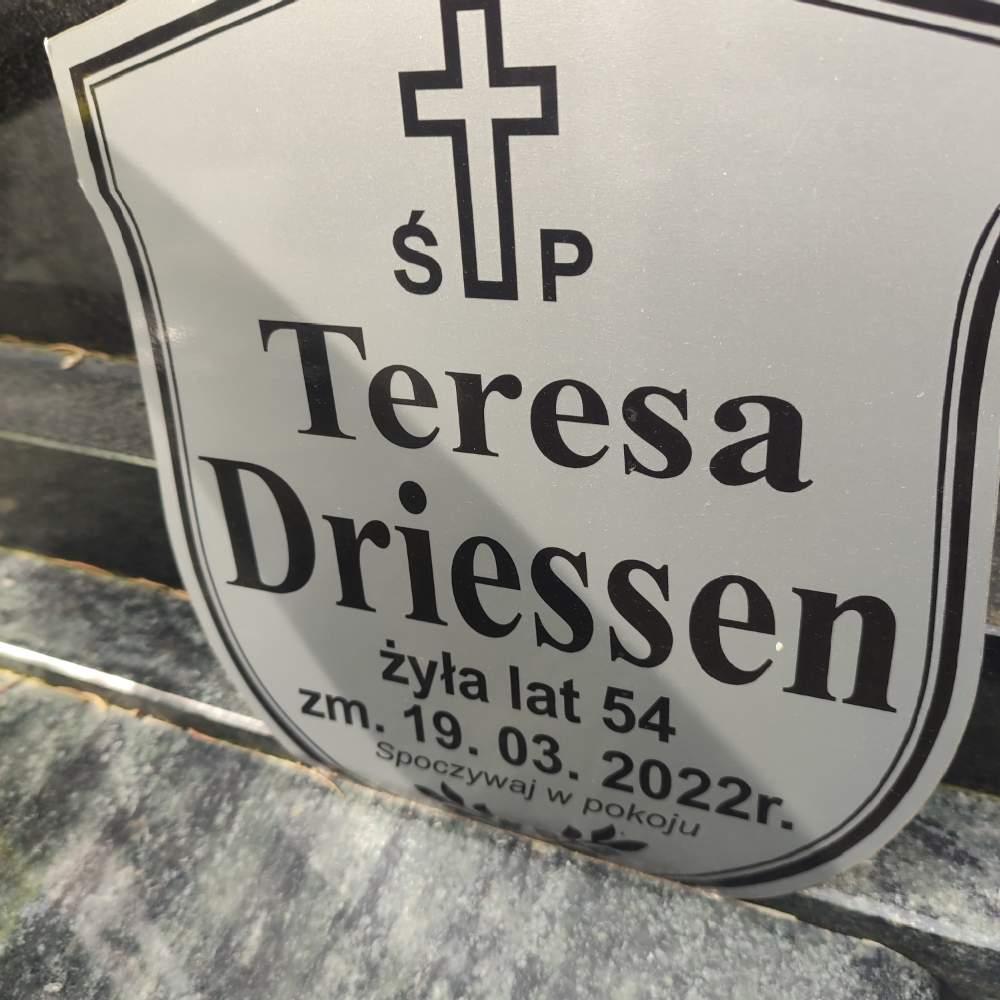 Ś P
Teresa
Driessen
żyła lat 54
zm. 19. 03. 2022r.
Spoczywaj w pokoju